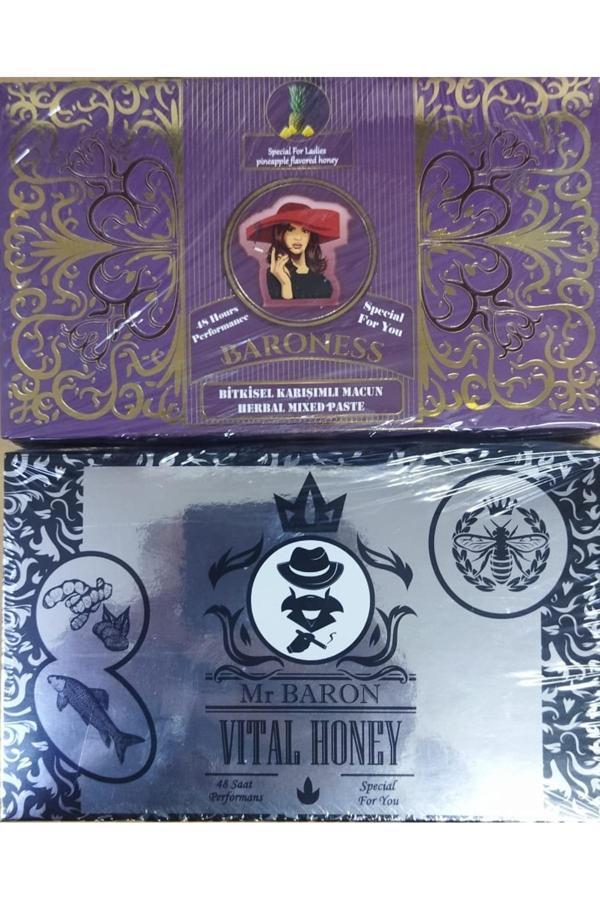 Special For Ladies
pineapple flavored honey
48 Hours
Performance
Special
For You
BARONESS
BİTKİSEL KARIŞIMLI MACUN
HERBAL MIXED PASTE
Mr BARON
VITAL HONEY
48 Saat
Performans
Special
For You